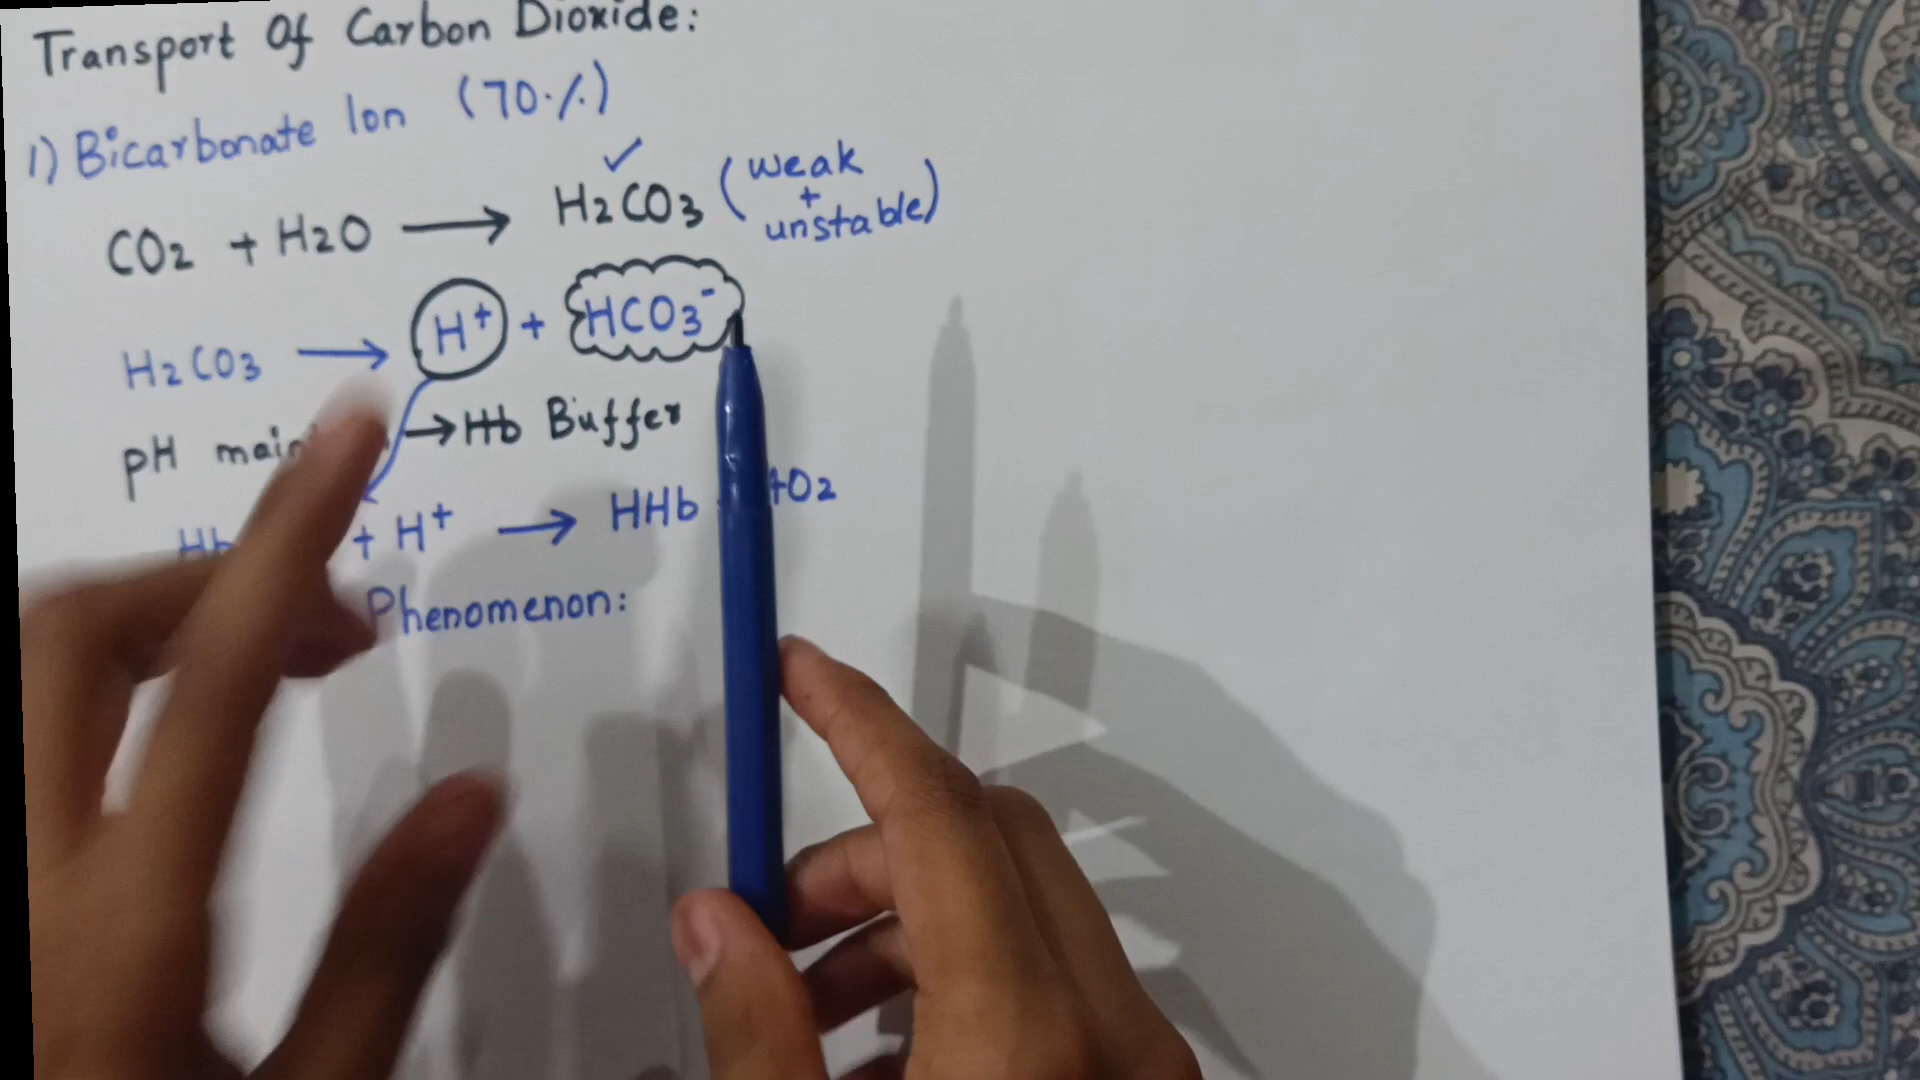 Transport Of Carbon Dioxide:
1) Bicarbonate Ion (70%)
CO2 + H2O → H2CO3 (weak + unstable)
H2CO3 → H+ + HCO3-
pH → Hb Buffer
Hb + H+ → HHb +O2
Phenomenon: